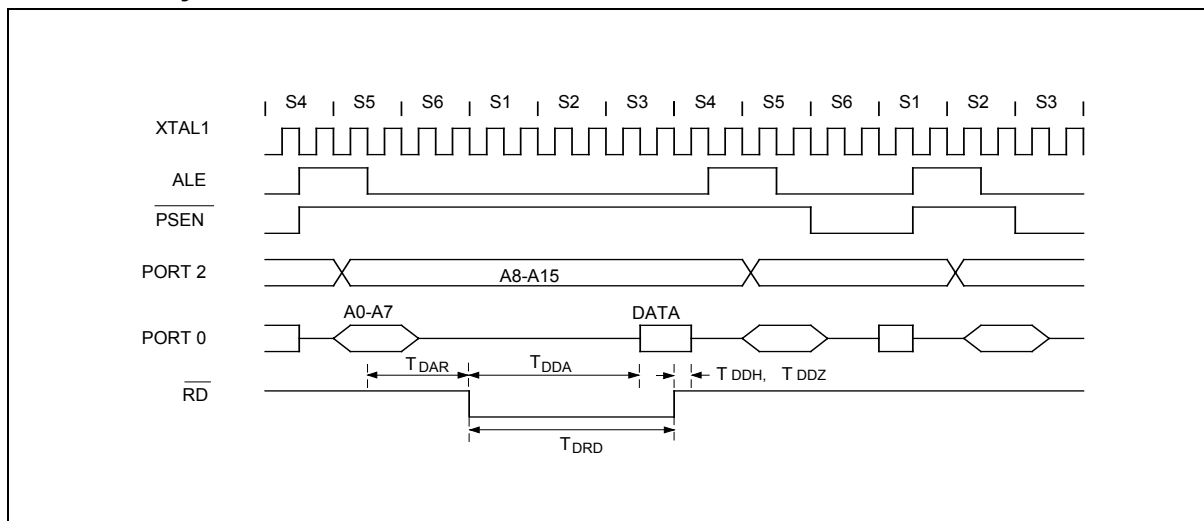 S4 S5 S6 S1 S2 S3 S4 S5 S6 S1 S2 S3
XTAL1
ALE
PSEN
PORT 2
A8-A15
A0-A7
DATA
PORT 0
T DAR
T DDA
T DDH, T DDZ
RD
T DRD